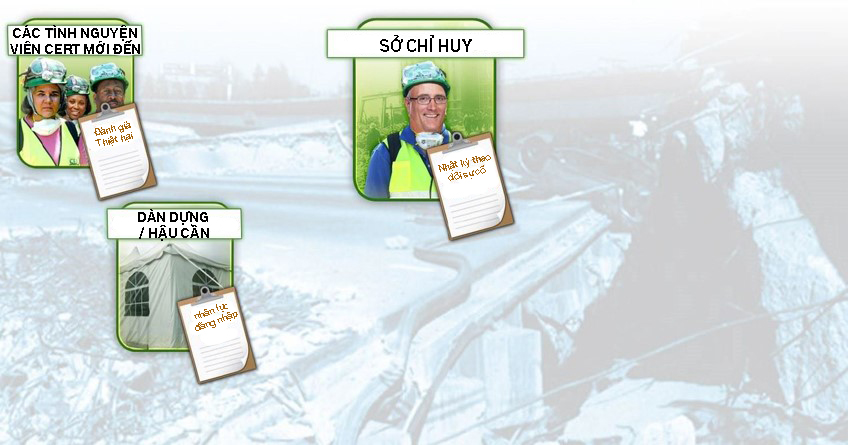 CÁC TÌNH NGUYỆN
VIÊN CERT MỚI ĐẾN
Đánh giá
Thiệt hại
SỞ CHỈ HUY
Nhật ký theo
dõi sự cố
DÀN DỰNG
/ HẬU CẦN
nhân lực
đăng nhập